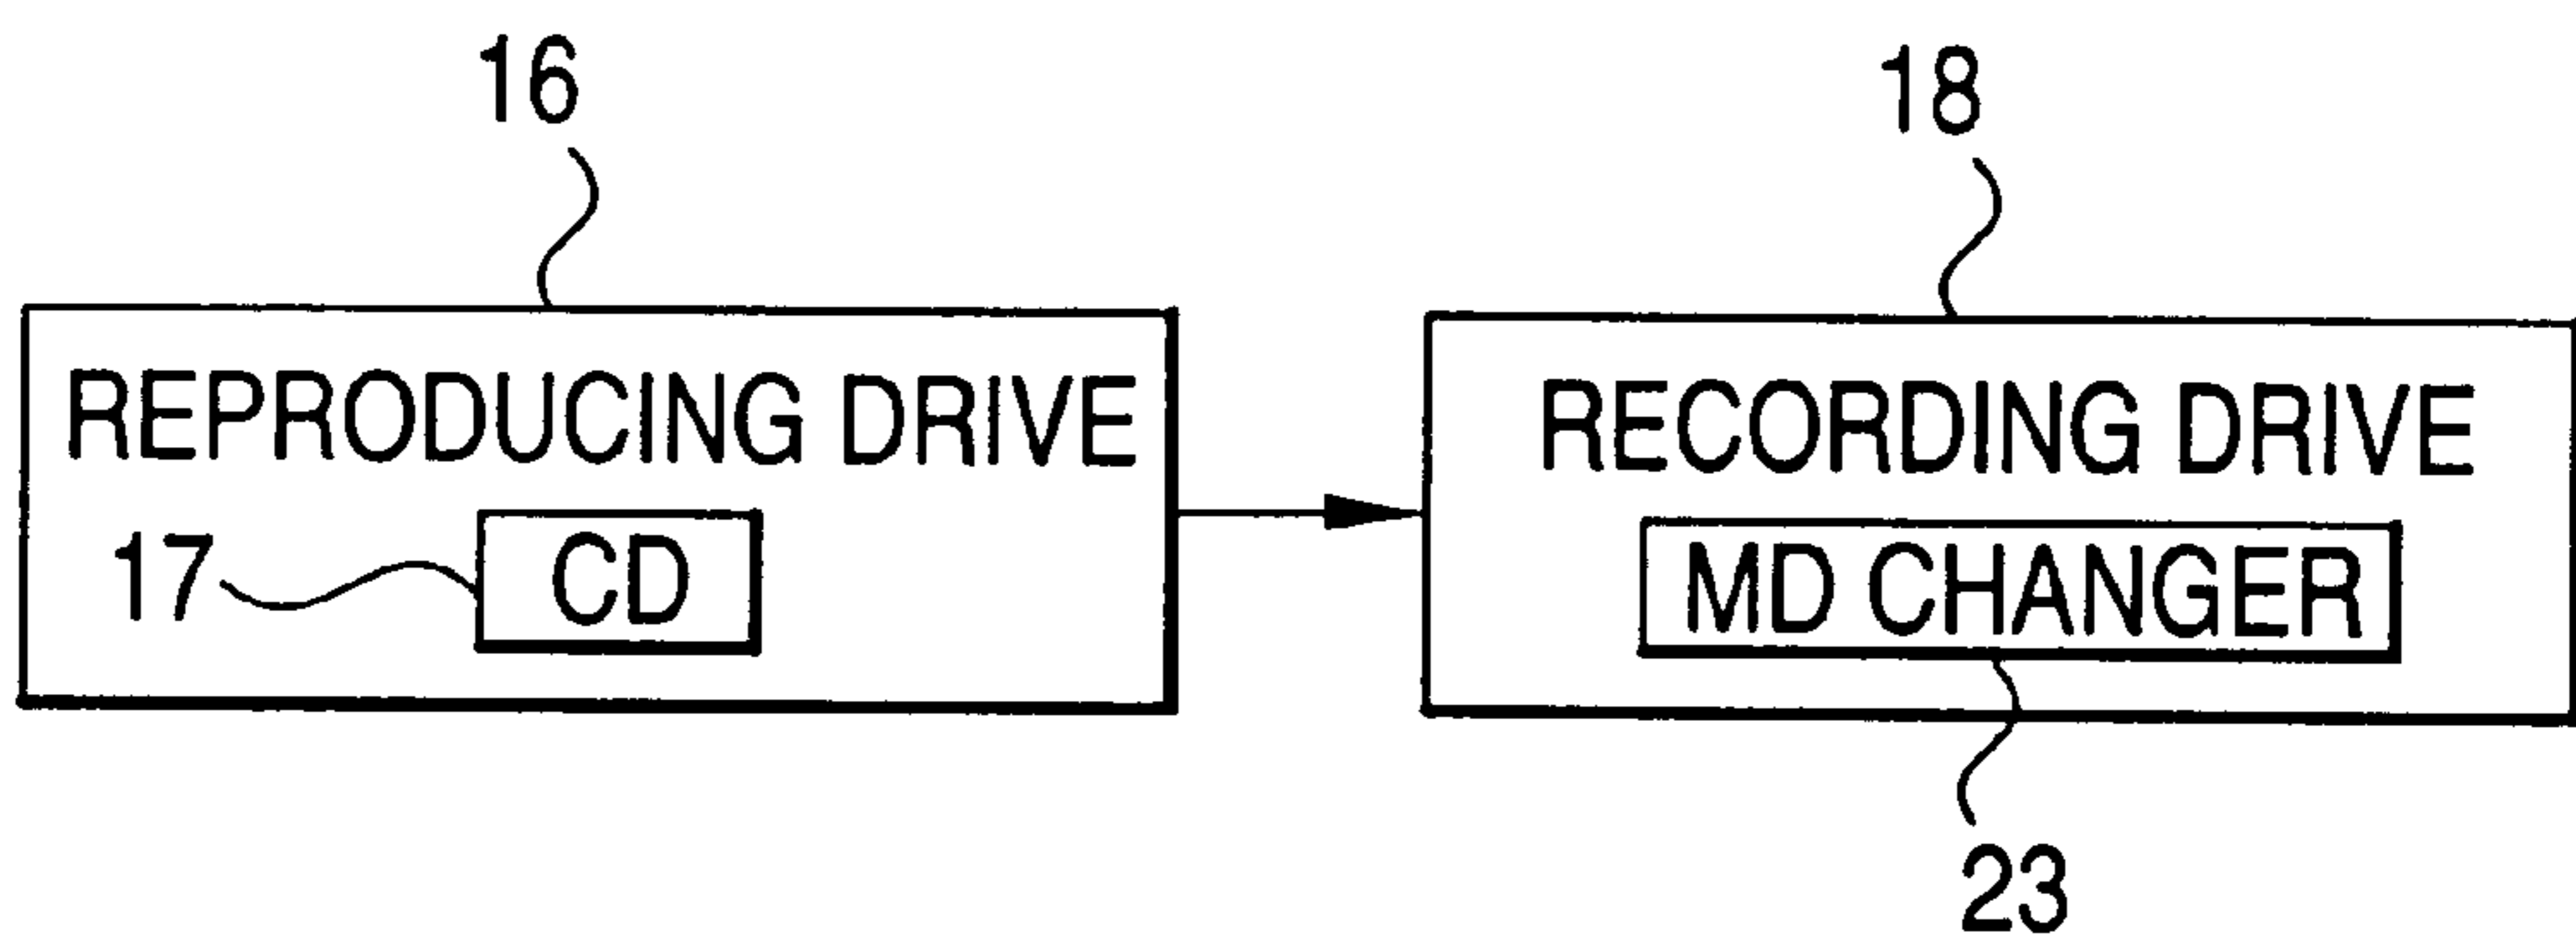 16
18
REPRODUCING DRIVE
RECORDING DRIVE
17
CD
MD CHANGER
23